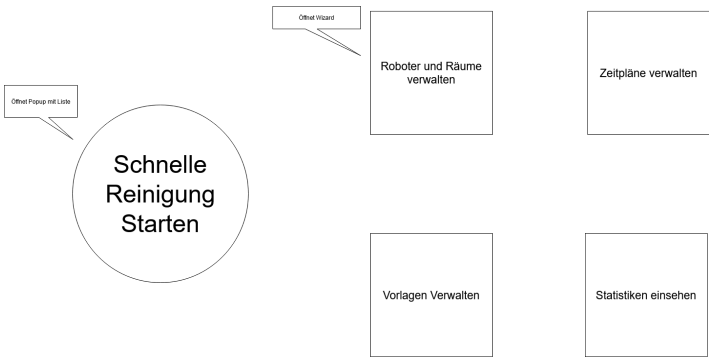 Öffnet Wizard
Roboter und Räume
verwalten
Zeitpläne verwalten
Öffnet Popup mit Liste
Schnelle
Reinigung
Starten
Vorlagen Verwalten
Statistiken einsehen